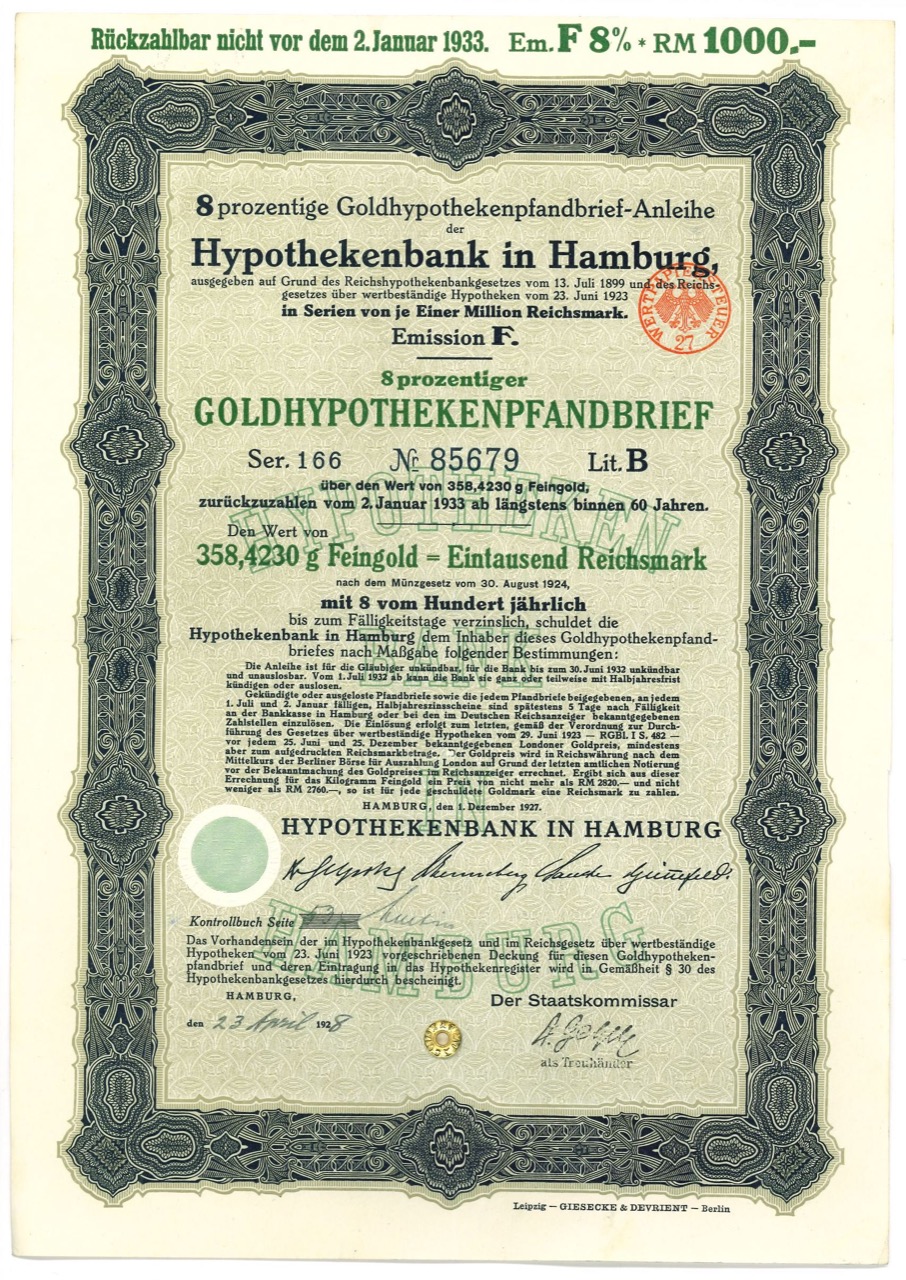 Rückzahlbar nicht vor dem 2. Januar 1933. Em. F 8% * RM 1000,-
8 prozentige Goldhypothekenpfandbrief-Anleihe
der
Hypothekenbank in Hamburg,
ausgegeben auf Grund des Reichshypothekenbankgesetzes vom 13. Juli 1899 und des Reichs-
gesetzes über wertbeständige Hypotheken vom 23. Juni 1923
in Serien von je Einer Million Reichsmark.
WERTPAPIERSTEUER
27
Emission F.
8 prozentiger
GOLDHYPOTHEKENPFANDBRIEF
Ser. 166 № 85679 Lit. B
über den Wert von 358,4230 g Feingold,
zurückzuzahlen vom 2. Januar 1933 ab längstens binnen 60 Jahren.
Den Wert von
358,4230 g Feingold = Eintausend Reichsmark
nach dem Münzgesetz vom 30. August 1924,
mit 8 vom Hundert jährlich
bis zum Fälligkeitstage verzinslich, schuldet die
Hypothekenbank in Hamburg dem Inhaber dieses Goldhypothekenpfand-
briefes nach Maßgabe folgender Bestimmungen:
Die Anleihe ist für die Gläubiger unkündbar, für die Bank bis zum 30. Juni 1932 unkündbar
und unauslosbar. Vom 1. Juli 1932 ab kann die Bank sie ganz oder teilweise mit Halbjahresfrist
kündigen oder auslosen.
Gekündigte oder ausgeloste Pfandbriefe sowie die jedem Pfandbriefe beigegebenen, an jedem
1. Juli und 2. Januar fälligen, Halbjahreszinsscheine sind spätestens 5 Tage nach Fälligkeit
an der Bankkasse in Hamburg oder bei den im Deutschen Reichsanzeiger bekanntgegebenen
Zahlstellen einzulösen. Die Einlösung erfolgt zum letzten, gemäß der Verordnung zur Durch-
führung des Gesetzes über wertbeständige Hypotheken vom 29. Juni 1923 — RGBl. I S. 482 —
vor jedem 25. Juni und 25. Dezember bekanntgegebenen Londoner Goldpreis, mindestens
aber zum aufgedruckten Reichsmarkbetrage. Der Goldpreis wird in Reichswährung nach dem
Mittelkurs der Berliner Börse für Auszahlung London auf Grund der letzten amtlichen Notierung
vor der Bekanntmachung des Goldpreises im Reichsanzeiger errechnet. Ergibt sich aus dieser
Errechnung für das Kilogramm Feingold ein Preis von nicht mehr als RM 2820.— und nicht
weniger als RM 2760.—, so ist für jede geschuldete Goldmark eine Reichsmark zu zahlen.
HAMBURG, den 1. Dezember 1927.
HYPOTHEKENBANK IN HAMBURG
Kontrollbuch Seite
Das Vorhandensein der im Hypothekenbankgesetz und im Reichsgesetz über wertbeständige
Hypotheken vom 23. Juni 1923 vorgeschriebenen Deckung für diesen Goldhypotheken-
pfandbrief und deren Eintragung in das Hypothekenregister wird in Gemäßheit § 30 des
Hypothekenbankgesetzes hierdurch bescheinigt.
HAMBURG,
den 23 April 1928
Der Staatskommissar
als Treuhänder
HYPOTHEKEN
BANK
IN
HAMBURG
Leipzig — GIESECKE & DEVRIENT — Berlin